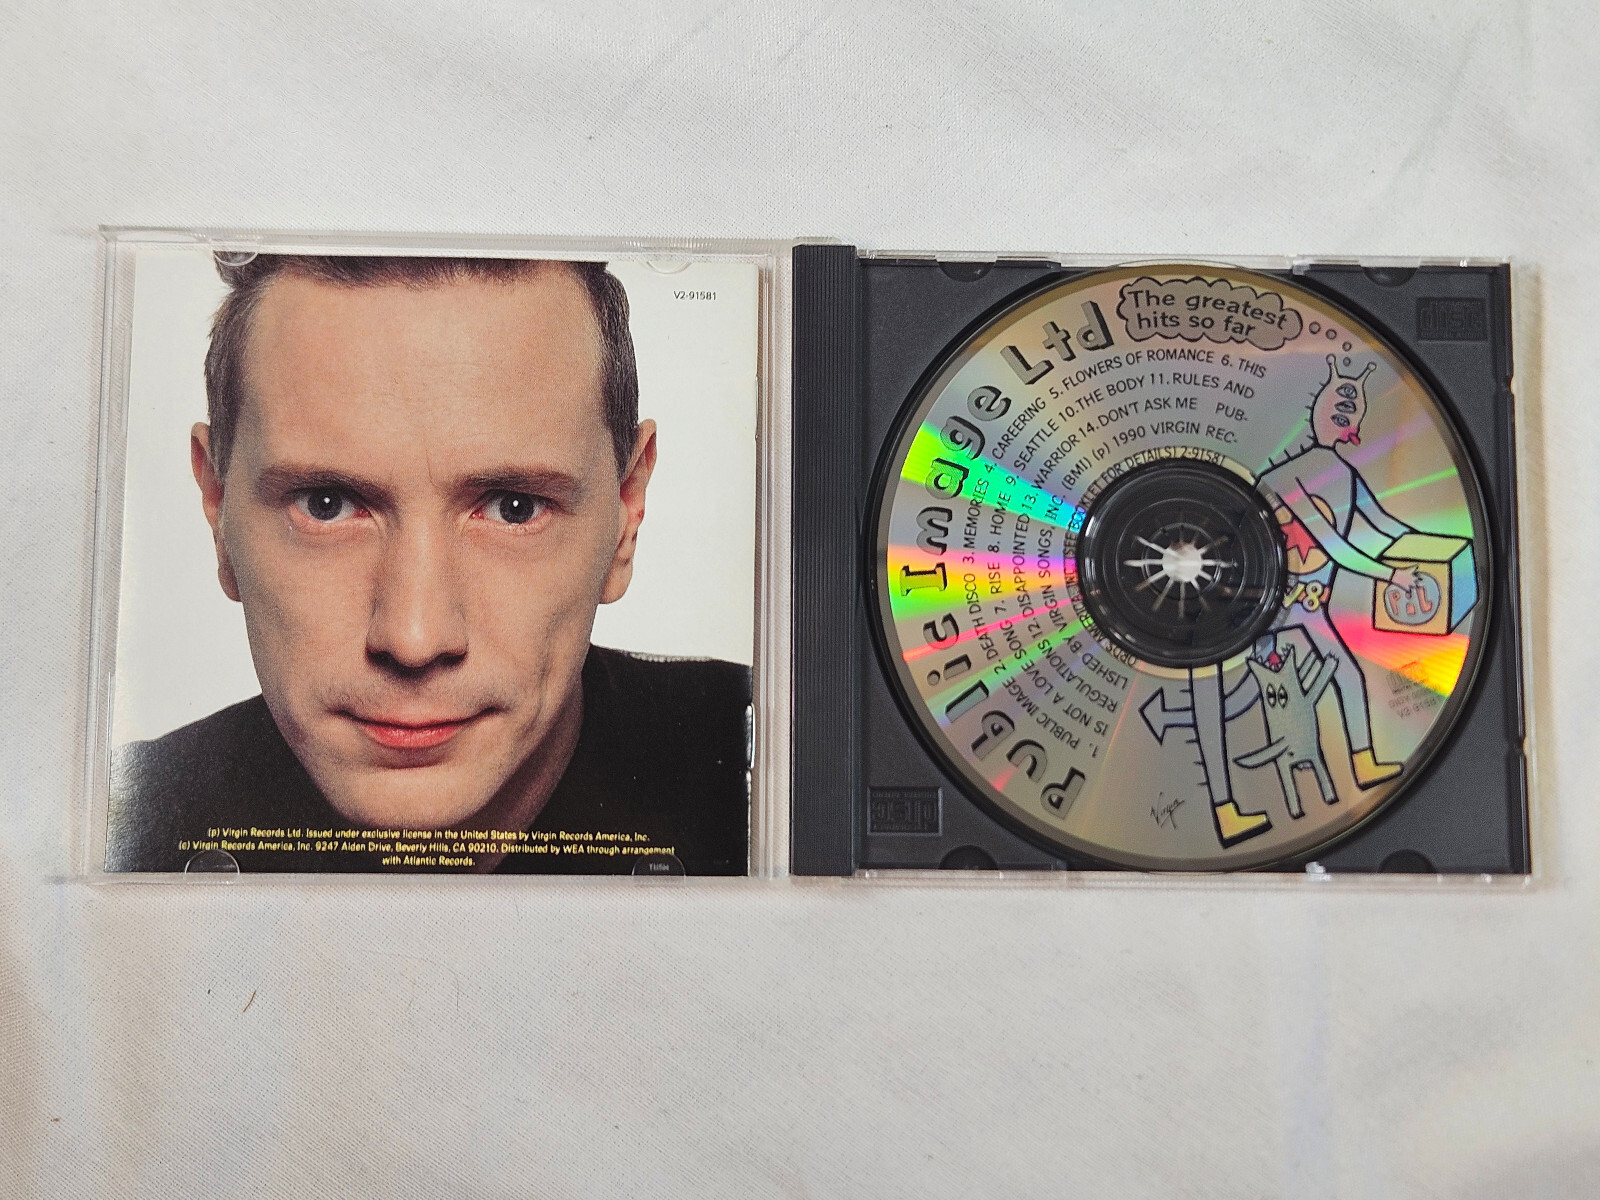 V2-91581
(p) Virgin Records Ltd. Issued under exclusive license in the United States by Virgin Records America, Inc.
(c) Virgin Records America, Inc. 9247 Alden Drive, Beverly Hills, CA 90210. Distributed by WEA through arrangement
with Atlantic Records.
Public Image Ltd
The greatest
hits so far
1. PUBLIC IMAGE 2. DEATH DISCO 3. MEMORIES 4. CAREERING 5. FLOWERS OF ROMANCE 6. THIS
IS NOT A LOVE SONG 7. RISE 8. HOME 9. SEATTLE 10. THE BODY 11. RULES AND
REGULATIONS 12. DISAPPOINTED 13. WARRIOR 14. DON'T ASK ME PUB-
LISHED BY VIRGIN SONGS, INC. (BMI) (p) 1990 VIRGIN REC-
ORDS AMERICA, INC. (SEE BOOKLET FOR DETAILS) 2-91581
PiL
Virgin
disc
disc